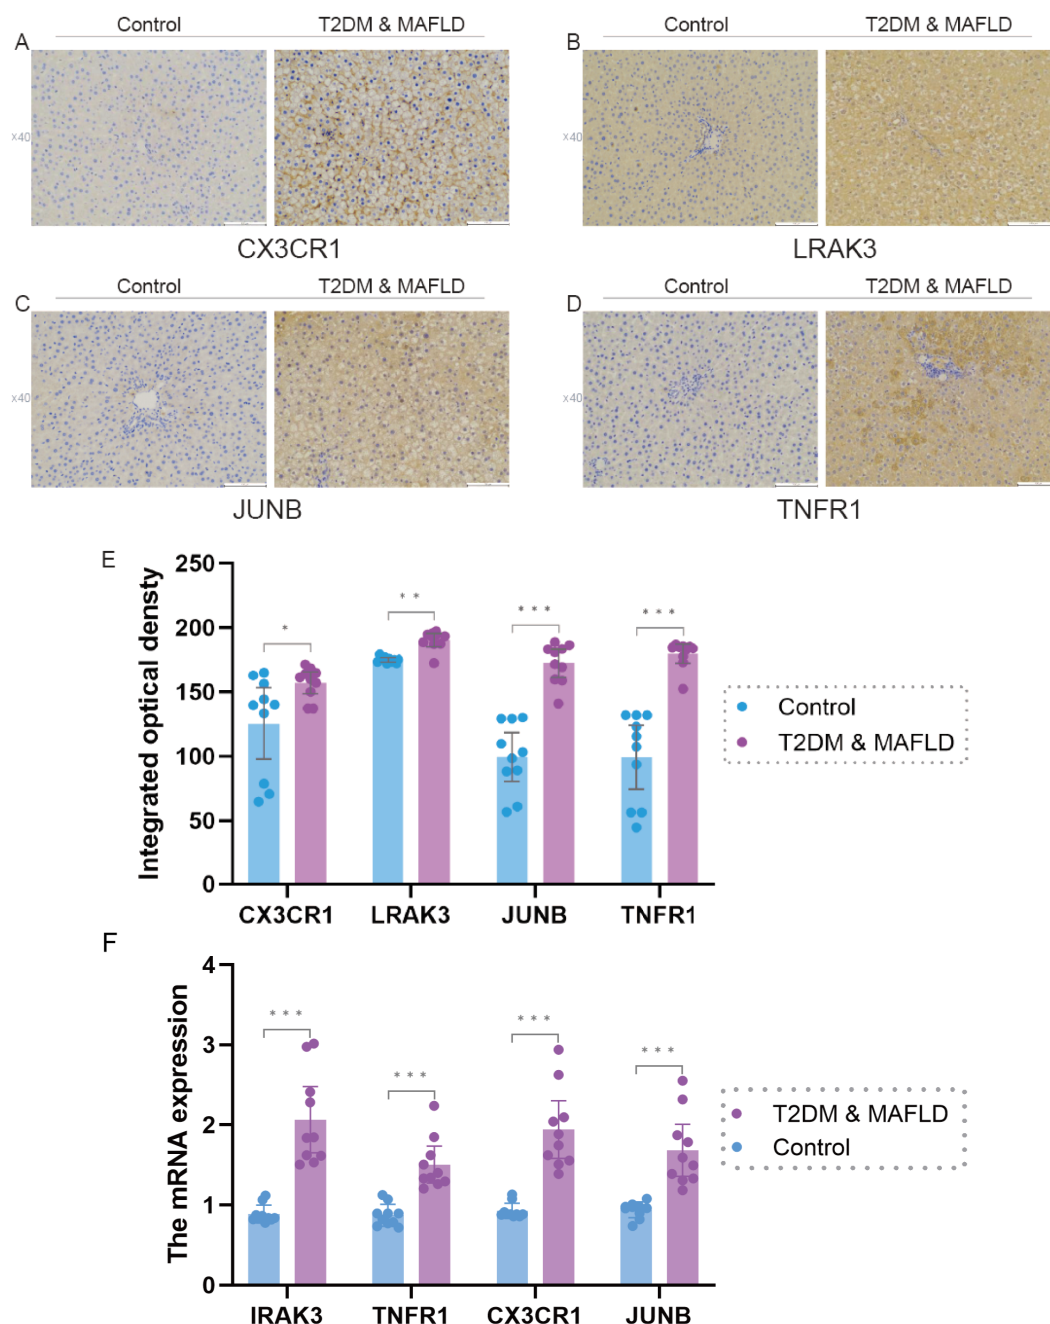 A Control T2DM & MAFLD
x40
CX3CR1
B Control T2DM & MAFLD
x40
LRAK3
C Control T2DM & MAFLD
x40
JUNB
D Control T2DM & MAFLD
x40
TNFR1
E
Integrated optical densty
250
200
150
100
50
0
*
* *
* * *
* * *
CX3CR1 LRAK3 JUNB TNFR1
Control
T2DM & MAFLD
F
The mRNA expression
4
3
2
1
0
* * *
* * *
* * *
* * *
IRAK3 TNFR1 CX3CR1 JUNB
T2DM & MAFLD
Control